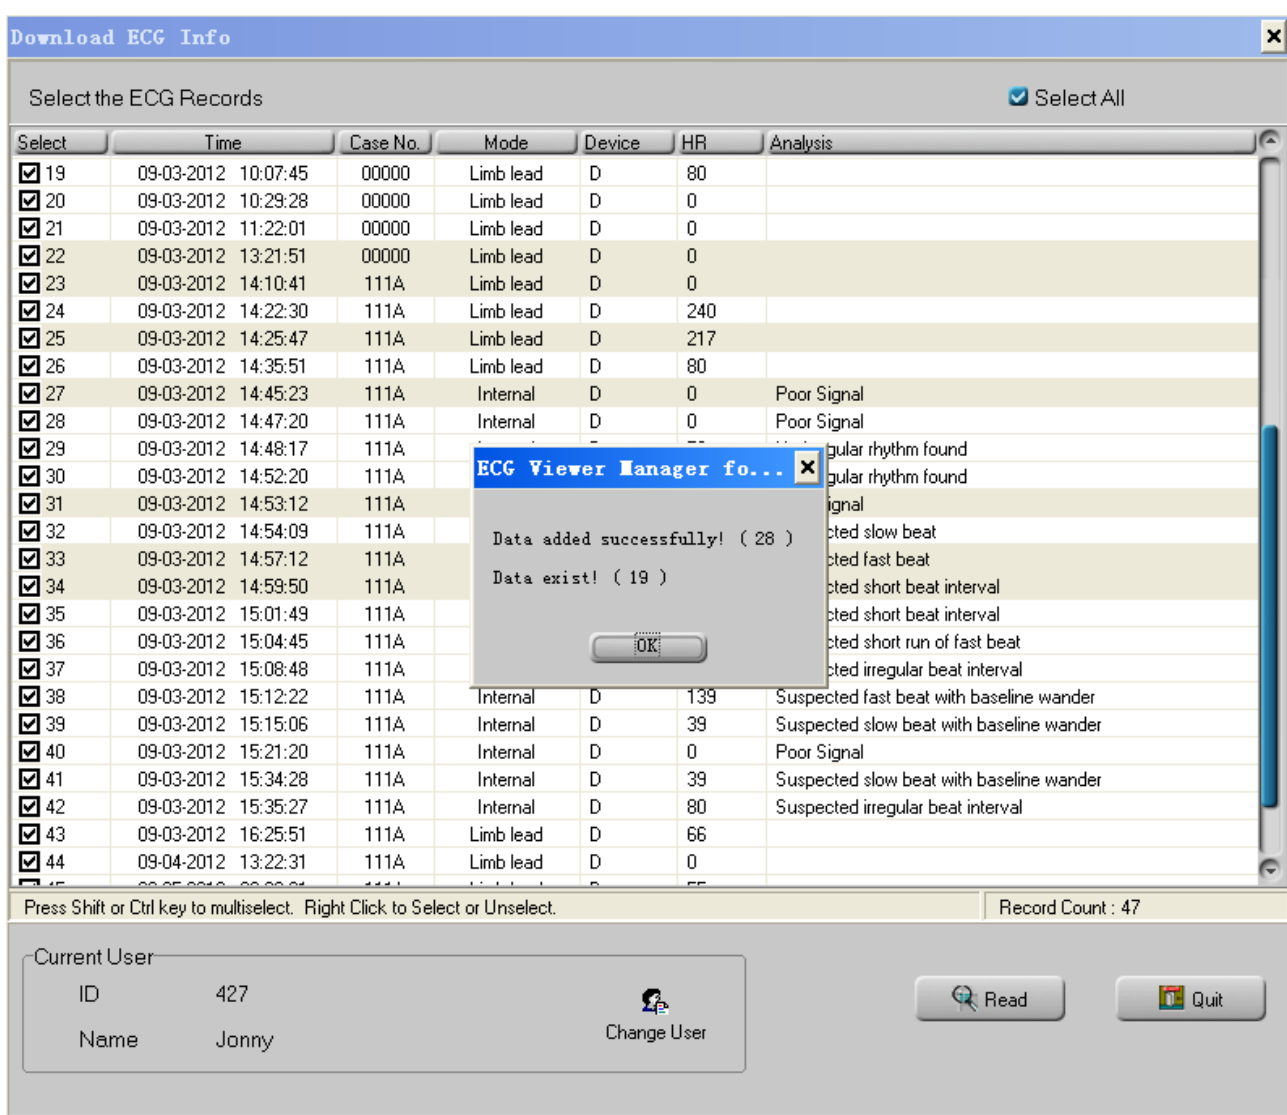 Download ECG Info
Select the ECG Records
Select All
Select Time Case No. Mode Device HR Analysis
19 09-03-2012 10:07:45 00000 Limb lead D 80
20 09-03-2012 10:29:28 00000 Limb lead D 0
21 09-03-2012 11:22:01 00000 Limb lead D 0
22 09-03-2012 13:21:51 00000 Limb lead D 0
23 09-03-2012 14:10:41 111A Limb lead D 0
24 09-03-2012 14:22:30 111A Limb lead D 240
25 09-03-2012 14:25:47 111A Limb lead D 217
26 09-03-2012 14:35:51 111A Limb lead D 80
27 09-03-2012 14:45:23 111A Internal D 0 Poor Signal
28 09-03-2012 14:47:20 111A Internal D 0 Poor Signal
29 09-03-2012 14:48:17 111A rhythm found
30 09-03-2012 14:52:20 111A rhythm found
31 09-03-2012 14:53:12 111A
32 09-03-2012 14:54:09 111A slow beat
33 09-03-2012 14:57:12 111A fast beat
34 09-03-2012 14:59:50 111A short beat interval
35 09-03-2012 15:01:49 111A short beat interval
36 09-03-2012 15:04:45 111A short run of fast beat
37 09-03-2012 15:08:48 111A irregular beat interval
38 09-03-2012 15:12:22 111A Internal D 139 Suspected fast beat with baseline wander
39 09-03-2012 15:15:06 111A Internal D 39 Suspected slow beat with baseline wander
40 09-03-2012 15:21:20 111A Internal D 0 Poor Signal
41 09-03-2012 15:34:28 111A Internal D 39 Suspected slow beat with baseline wander
42 09-03-2012 15:35:27 111A Internal D 80 Suspected irregular beat interval
43 09-03-2012 16:25:51 111A Limb lead D 66
44 09-04-2012 13:22:31 111A Limb lead D 0
ECG Viewer Manager fo...
Data added successfully! ( 28 )
Data exist! ( 19 )
OK
Press Shift or Ctrl key to multiselect. Right Click to Select or Unselect.
Record Count : 47
Current User
ID 427
Name Jonny
Change User
Read
Quit